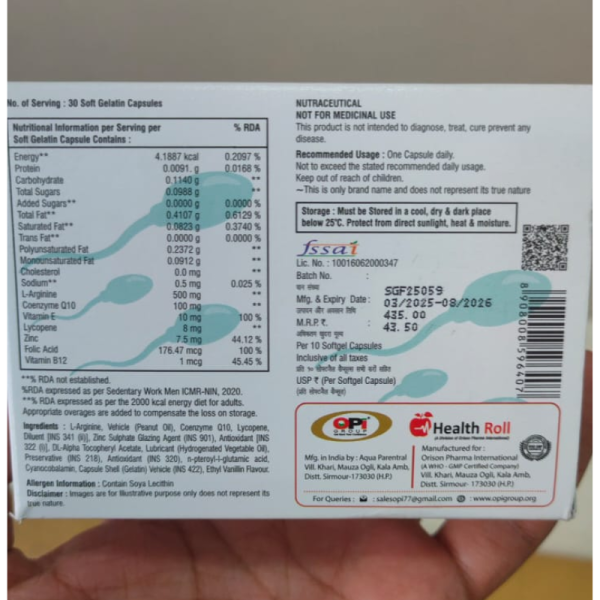 No. of Serving : 30 Soft Gelatin Capsules
Nutritional Information per Serving per
Soft Gelatin Capsule Contains :
% RDA
Energy** 4.1887 kcal 0.2097 %
Protein 0.0091. g 0.0168 %
Carbohydrate 0.1140 g **
Total Sugars 0.0988 g **
Added Sugars** 0.0000 g 0.0000 %
Total Fat** 0.4107 g 0.6129 %
Saturated Fat** 0.0823 g 0.3740 %
Trans Fat** 0.0000 g 0.0000 %
Polyunsaturated Fat 0.2372 g **
Monounsaturated Fat 0.0912 g **
Cholesterol 0.0 mg **
Sodium** 0.5 mg 0.025 %
L-Arginine 500 mg **
Coenzyme Q10 100 mg **
Vitamin E 10 mg 100 %
Lycopene 8 mg **
Zinc 7.5 mg 44.12 %
Folic Acid 176.47 mcg 100 %
Vitamin B12 1 mcg 45.45 %
**% RDA not established.
%RDA expressed as per Sedentary Work Men ICMR-NIN, 2020.
**% RDA expressed as per the 2000 kcal energy diet for adults.
Appropriate overages are added to compensate the loss on storage.
Ingredients : L-Arginine, Vehicle (Peanut Oil), Coenzyme Q10, Lycopene,
Diluent [INS 341 (ii)], Zinc Sulphate Glazing Agent (INS 901), Antioxidant [INS
322 (i)], DL-Alpha Tocopheryl Acetate, Lubricant (Hydrogenated Vegetable Oil),
Preservative (INS 218), Antioxidant (INS 320), n-pteroyl-l-glutamic acid,
Cyanocobalamin, Capsule Shell (Gelatin) Vehicle (INS 422), Ethyl Vanillin Flavour.
Allergen Information : Contain Soya Lecithin
Disclaimer : Images are for Illustrative purpose only does not represent its
true nature.
NUTRACEUTICAL
NOT FOR MEDICINAL USE
This product is not intended to diagnose, treat, cure prevent any
disease.
Recommended Usage : One Capsule daily.
Not to exceed the stated recommended daily usage.
Keep out of reach of children.
~This is only brand name and does not represent its true nature
Storage : Must be Stored in a cool, dry & dark place
below 25°C. Protect from direct sunlight, heat & moisture.
fssai
Lic. No. : 10016062000347
Batch No. : SGF25059
Mfg. & Expiry Date : 03/2025-08/2026
M.R.P. ₹ : 435.00
43.50
Per 10 Softgel Capsules
Inclusive of all taxes
USP ₹ (Per Softgel Capsule)
8908008596407
OPi
GROUP
Health Roll
(A Division of Orison Pharma International)
Mfg. in India by : Aqua Parentral
Vill. Khari, Mauza Ogli, Kala Amb,
Distt. Sirmour-173030 (H.P.)
Manufactured for :
Orison Pharma International
(A WHO - GMP Certified Company)
Vill. Khari, Mauza Ogli, Kala Amb,
Distt. Sirmour- 173030 (H.P.)
For Queries : : salesopi77@gmail.com : www.opigroup.org